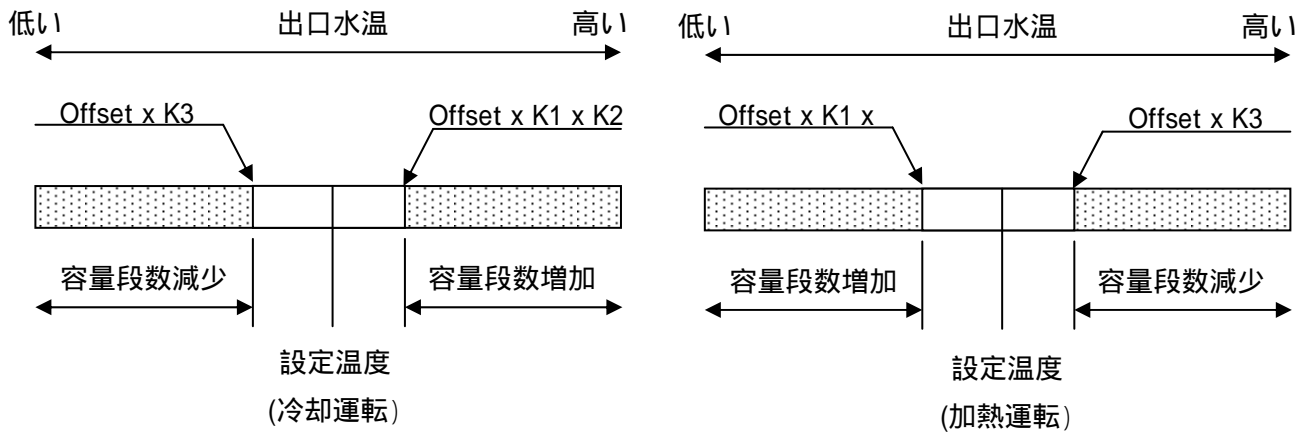 低い 出口水温 高い
Offset x K3
Offset x K1 x K2
容量段数減少
容量段数増加
設定温度
(冷却運転)
低い 出口水温 高い
Offset x K1 x
Offset x K3
容量段数増加
容量段数減少
設定温度
(加熱運転)